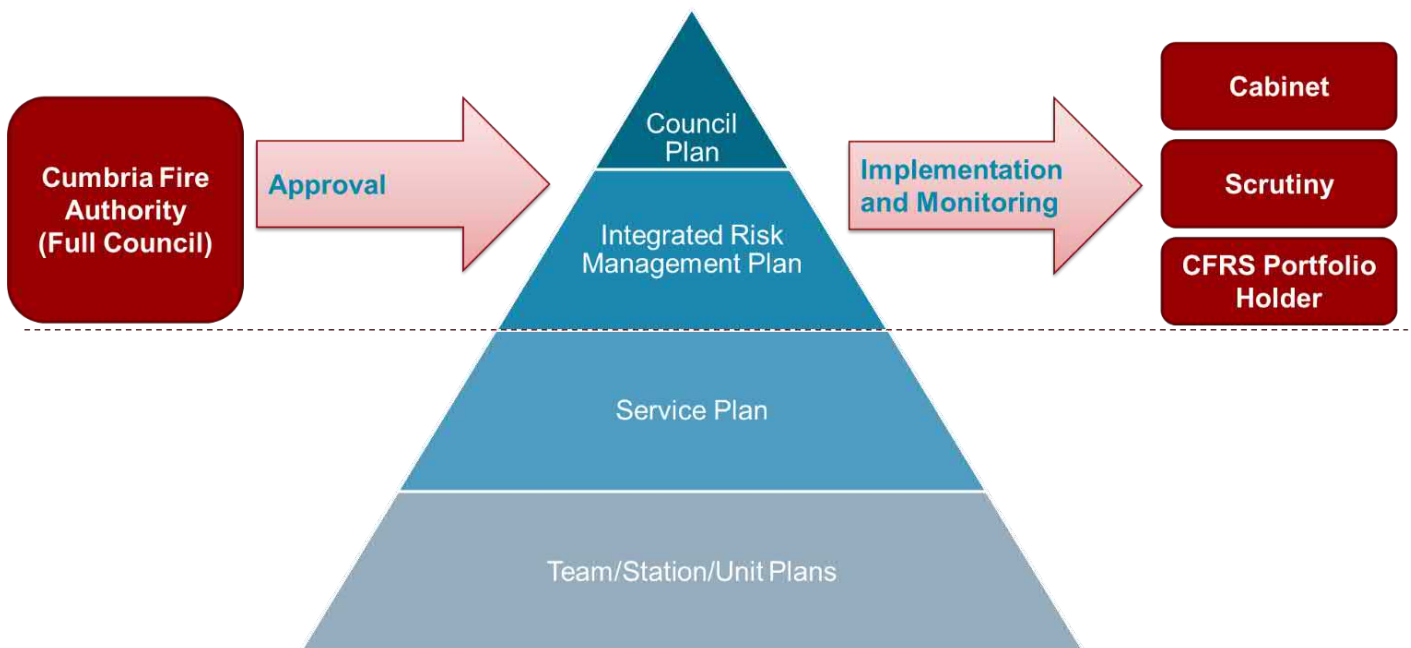 Cumbria Fire
Authority
(Full Council)
Approval
Council
Plan
Integrated Risk
Management Plan
Service Plan
Team/Station/Unit Plans
Implementation
and Monitoring
Cabinet
Scrutiny
CFRS Portfolio
Holder